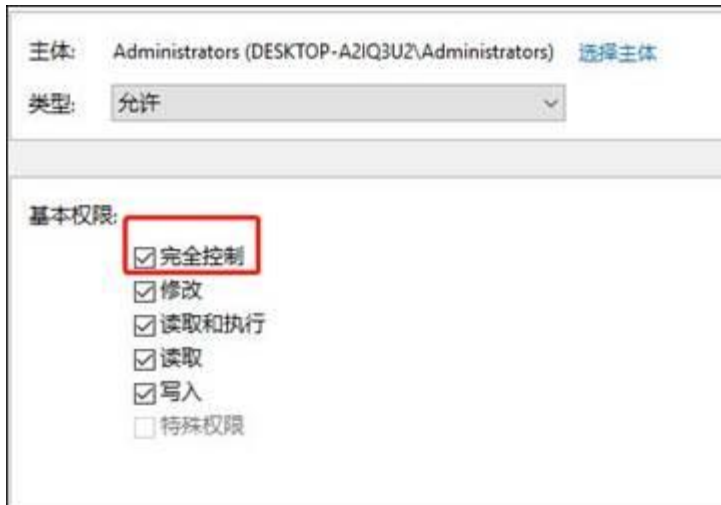 主体: Administrators (DESKTOP-A2IQ3U2\Administrators) 选择主体
类型: 允许
基本权限:
完全控制
修改
读取和执行
读取
写入
特殊权限